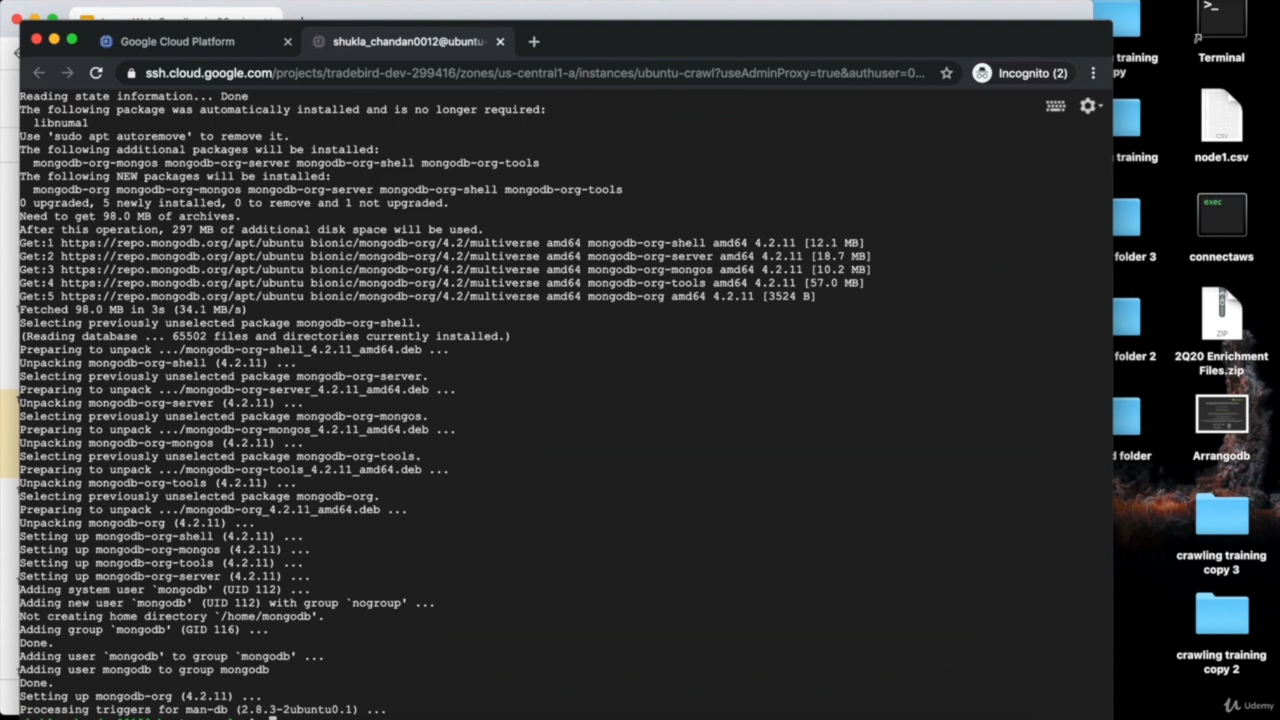 Google Cloud Platform
shukla_chandan0012@ubuntu-
ssh.cloud.google.com/projects/tradebird-dev-299416/zones/us-central1-a/instances/ubuntu-crawl?useAdminProxy=true&authuser=0...
Incognito (2)
Reading state information... Done
The following package was automatically installed and is no longer required:
libnuma1
Use 'sudo apt autoremove' to remove it.
The following additional packages will be installed:
mongodb-org-mongos mongodb-org-server mongodb-org-shell mongodb-org-tools
The following NEW packages will be installed:
mongodb-org mongodb-org-mongos mongodb-org-server mongodb-org-shell mongodb-org-tools
0 upgraded, 5 newly installed, 0 to remove and 1 not upgraded.
Need to get 98.0 MB of archives.
After this operation, 297 MB of additional disk space will be used.
Get:1 https://repo.mongodb.org/apt/ubuntu bionic/mongodb-org/4.2/multiverse amd64 mongodb-org-shell amd64 4.2.11 [12.1 MB]
Get:2 https://repo.mongodb.org/apt/ubuntu bionic/mongodb-org/4.2/multiverse amd64 mongodb-org-server amd64 4.2.11 [18.7 MB]
Get:3 https://repo.mongodb.org/apt/ubuntu bionic/mongodb-org/4.2/multiverse amd64 mongodb-org-mongos amd64 4.2.11 [10.2 MB]
Get:4 https://repo.mongodb.org/apt/ubuntu bionic/mongodb-org/4.2/multiverse amd64 mongodb-org-tools amd64 4.2.11 [57.0 MB]
Get:5 https://repo.mongodb.org/apt/ubuntu bionic/mongodb-org/4.2/multiverse amd64 mongodb-org amd64 4.2.11 [3524 B]
Fetched 98.0 MB in 3s (34.1 MB/s)
Selecting previously unselected package mongodb-org-shell.
(Reading database ... 65502 files and directories currently installed.)
Preparing to unpack .../mongodb-org-shell_4.2.11_amd64.deb ...
Unpacking mongodb-org-shell (4.2.11) ...
Selecting previously unselected package mongodb-org-server.
Preparing to unpack .../mongodb-org-server_4.2.11_amd64.deb ...
Unpacking mongodb-org-server (4.2.11) ...
Selecting previously unselected package mongodb-org-mongos.
Preparing to unpack .../mongodb-org-mongos_4.2.11_amd64.deb ...
Unpacking mongodb-org-mongos (4.2.11) ...
Selecting previously unselected package mongodb-org-tools.
Preparing to unpack .../mongodb-org-tools_4.2.11_amd64.deb ...
Unpacking mongodb-org-tools (4.2.11) ...
Selecting previously unselected package mongodb-org.
Preparing to unpack .../mongodb-org_4.2.11_amd64.deb ...
Unpacking mongodb-org (4.2.11) ...
Setting up mongodb-org-shell (4.2.11) ...
Setting up mongodb-org-mongos (4.2.11) ...
Setting up mongodb-org-tools (4.2.11) ...
Setting up mongodb-org-server (4.2.11) ...
Adding system user `mongodb' (UID 112) ...
Adding new user `mongodb' (UID 112) with group `nogroup' ...
Not creating home directory `/home/mongodb'.
Adding group `mongodb' (GID 116) ...
Done.
Adding user `mongodb' to group `mongodb' ...
Adding user mongodb to group mongodb
Done.
Setting up mongodb-org (4.2.11) ...
Processing triggers for man-db (2.8.3-2ubuntu0.1) ...
training
py
Terminal
training
node1.csv
folder 3
connectaws
folder 2
2Q20 Enrichment
Files.zip
d folder
Arrangodb
crawling training
copy 3
crawling training
copy 2
CSV
exec
ZIP
Udemy